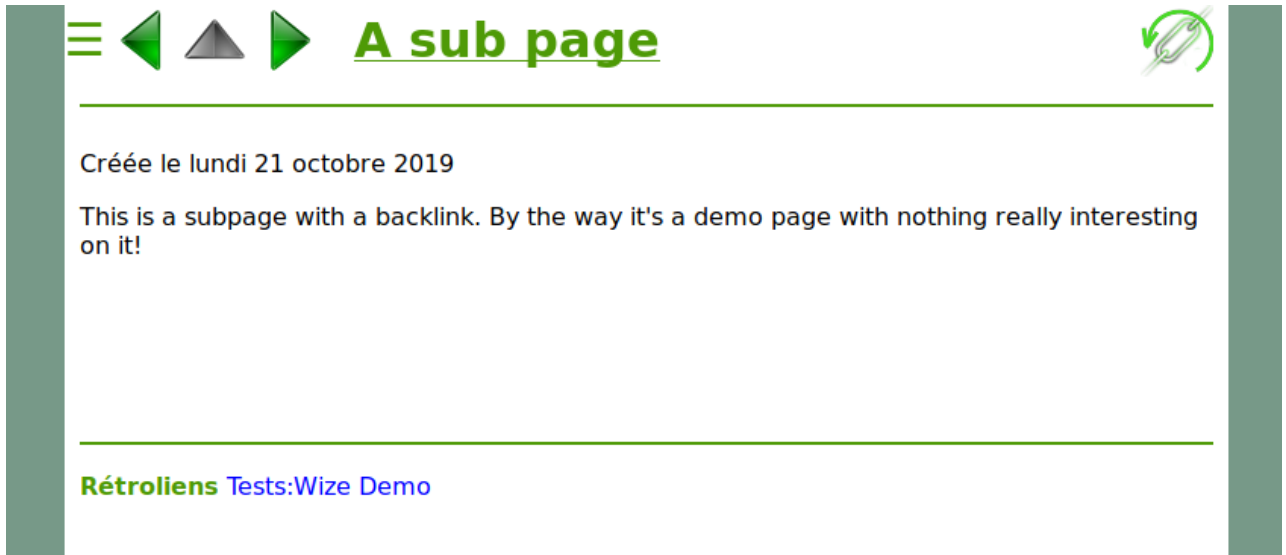 A sub page
Créée le lundi 21 octobre 2019
This is a subpage with a backlink. By the way it's a demo page with nothing really interesting
on it!
Rétroliens Tests:Wize Demo